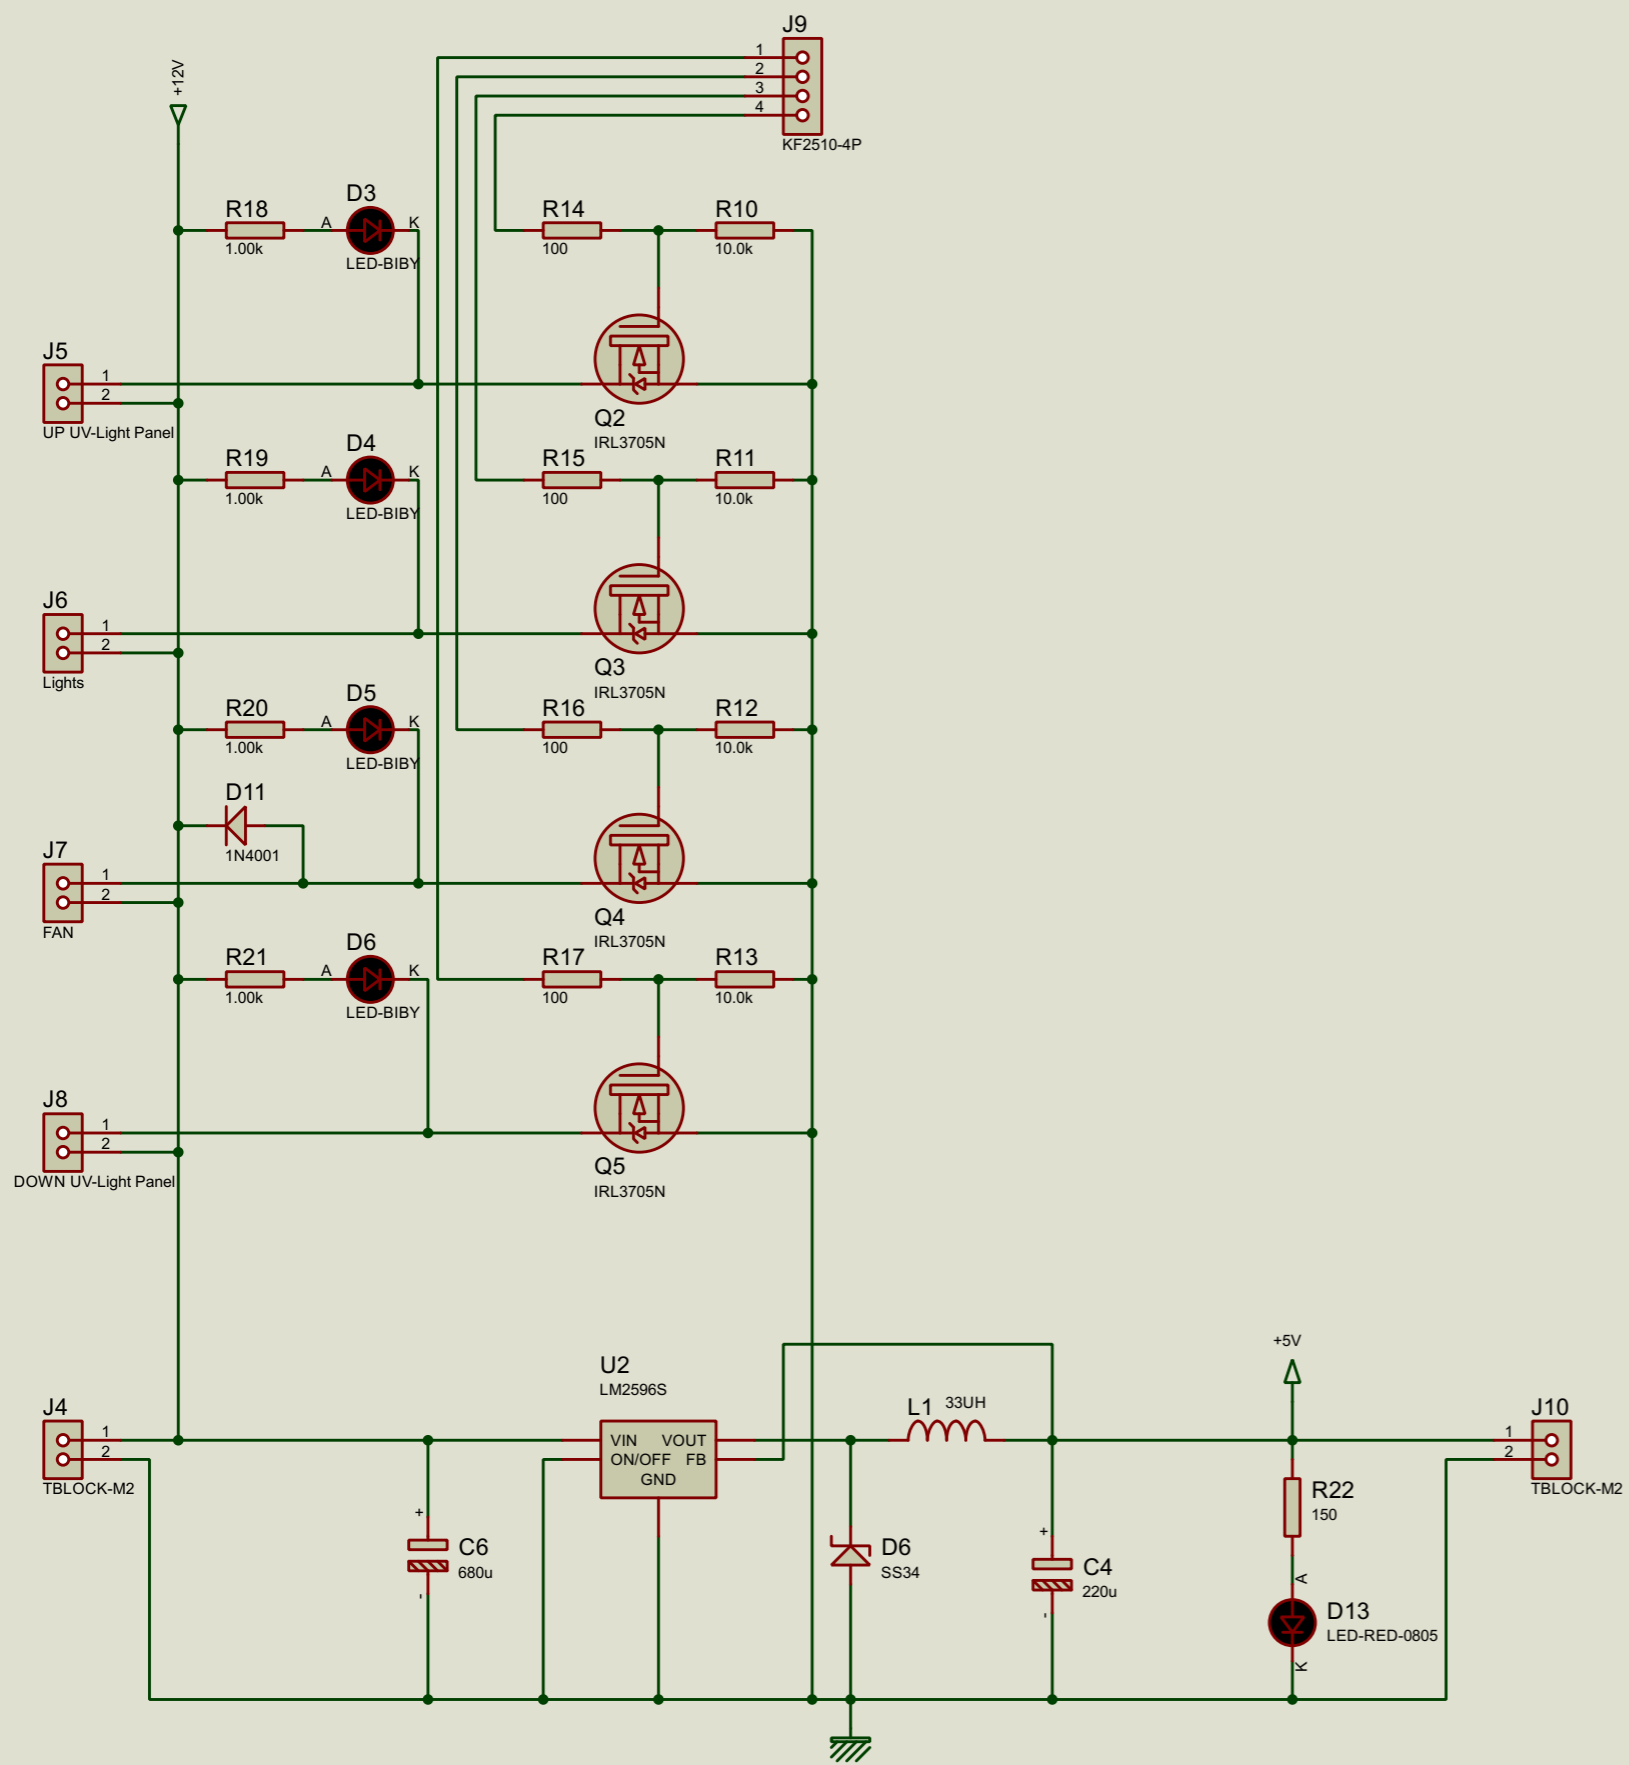 J9
1
2
3
4
KF2510-4P
+12V
R18
1.00k
A
D3
K
LED-BIBY
R14
100
R10
10.0k
J5
1
2
UP UV-Light Panel
Q2
IRL3705N
R19
1.00k
A
D4
K
LED-BIBY
R15
100
R11
10.0k
J6
1
2
Lights
Q3
IRL3705N
R20
1.00k
A
D5
K
LED-BIBY
R16
100
R12
10.0k
D11
1N4001
J7
1
2
FAN
Q4
IRL3705N
R21
1.00k
A
D6
K
LED-BIBY
R17
100
R13
10.0k
J8
1
2
DOWN UV-Light Panel
Q5
IRL3705N
J4
1
2
TBLOCK-M2
U2
LM2596S
VIN VOUT
ON/OFF FB
GND
L1 33UH
+5V
J10
1
2
TBLOCK-M2
+
C6
680u
-
D6
SS34
+
C4
220u
-
R22
150
A
D13
LED-RED-0805
K